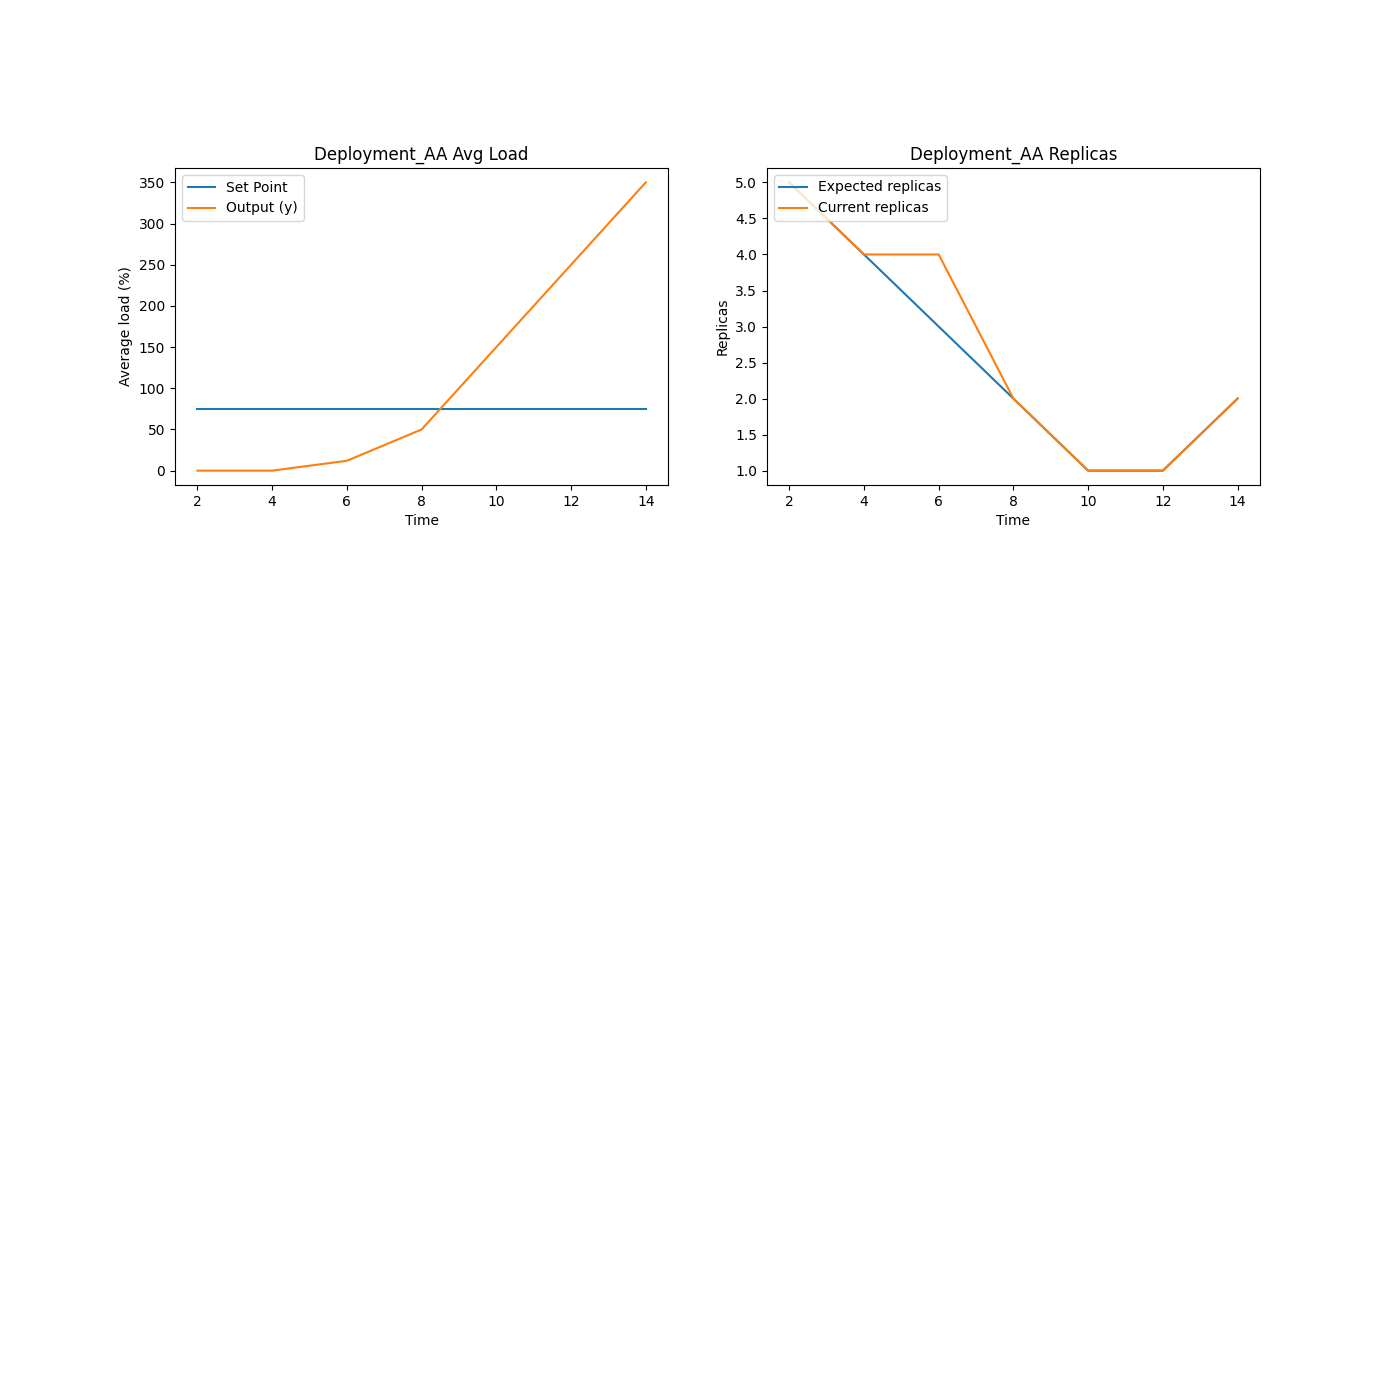 Deployment_AA Avg Load
Set Point
Output (y)
350
300
250
200
150
100
50
0
Average load (%)
2 4 6 8 10 12 14
Time
Deployment_AA Replicas
Expected replicas
Current replicas
5.0
4.5
4.0
3.5
3.0
2.5
2.0
1.5
1.0
Replicas
2 4 6 8 10 12 14
Time